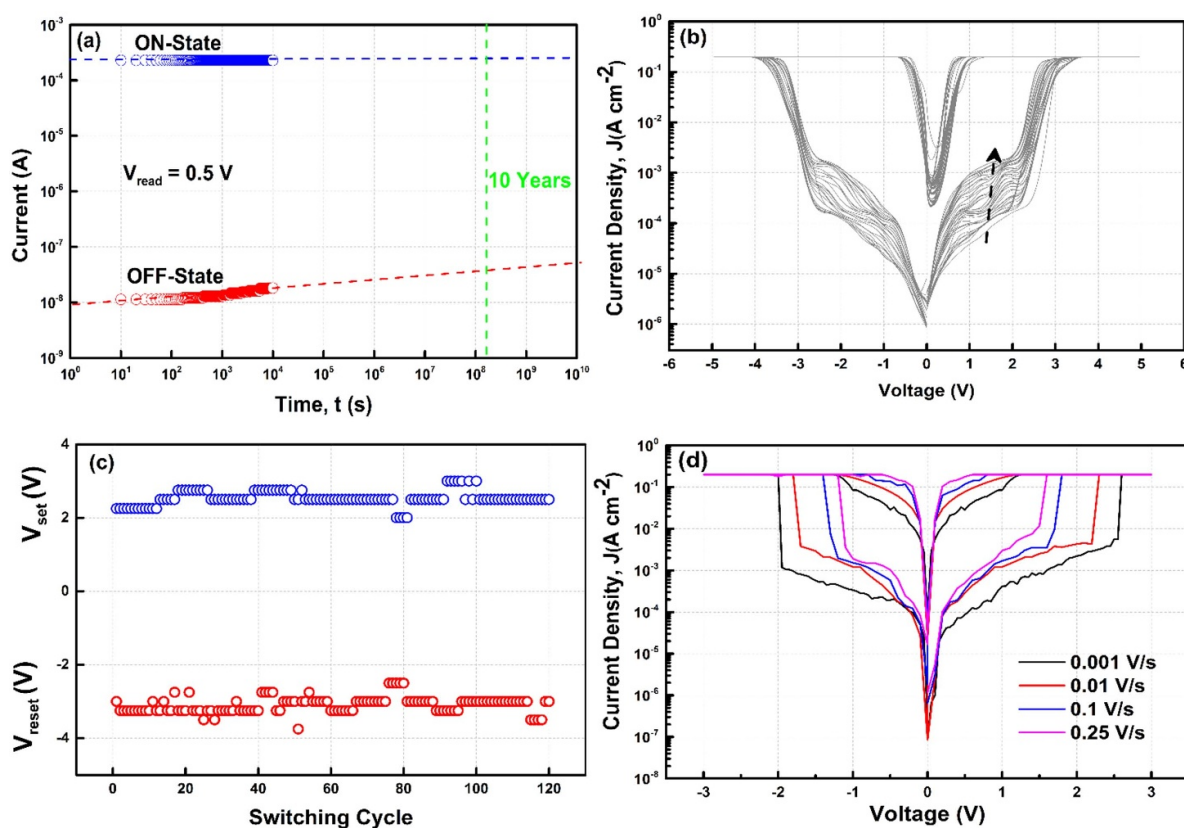 (a)
ON-State
V_read = 0.5 V
10 Years
OFF-State
Current (A)
10^-3
10^-4
10^-5
10^-6
10^-7
10^-8
10^-9
10^0 10^1 10^2 10^3 10^4 10^5 10^6 10^7 10^8 10^9 10^10
Time, t (s)
(b)
Current Density, J(A cm^-2)
10^0
10^-1
10^-2
10^-3
10^-4
10^-5
10^-6
-6 -5 -4 -3 -2 -1 0 1 2 3 4 5 6
Voltage (V)
(c)
V_set (V)
V_reset (V)
4
2
0
-2
-4
0 20 40 60 80 100 120
Switching Cycle
(d)
Current Density, J(A cm^-2)
10^0
10^-1
10^-2
10^-3
10^-4
10^-5
10^-6
10^-7
10^-8
0.001 V/s
0.01 V/s
0.1 V/s
0.25 V/s
-3 -2 -1 0 1 2 3
Voltage (V)